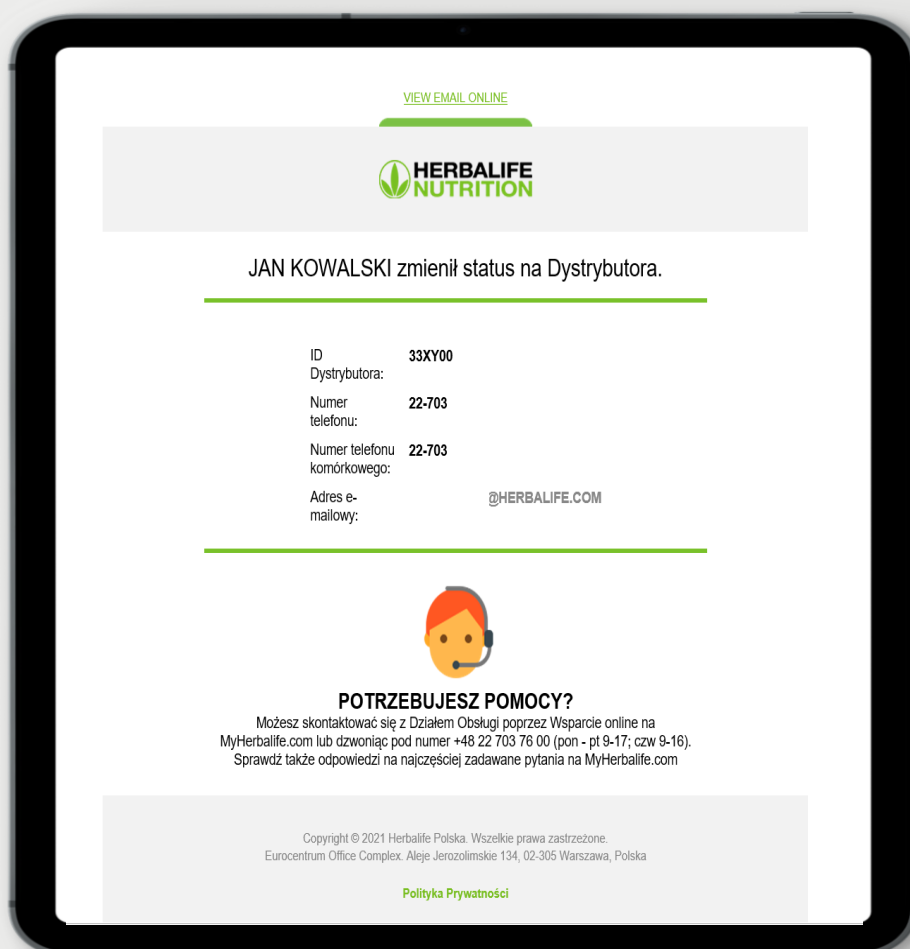 VIEW EMAIL ONLINE
HERBALIFE
NUTRITION
JAN KOWALSKI zmienił status na Dystrybutora.
ID
Dystrybutora:
33XY00
Numer
telefonu:
22-703
Numer telefonu
komórkowego:
22-703
Adres e-
mailowy:
@HERBALIFE.COM
POTRZEBUJESZ POMOCY?
Możesz skontaktować się z Działem Obsługi poprzez Wsparcie online na
MyHerbalife.com lub dzwoniąc pod numer +48 22 703 76 00 (pon - pt 9-17; czw 9-16).
Sprawdź także odpowiedzi na najczęściej zadawane pytania na MyHerbalife.com
Copyright © 2021 Herbalife Polska. Wszelkie prawa zastrzeżone.
Eurocentrum Office Complex. Aleje Jerozolimskie 134, 02-305 Warszawa, Polska
Polityka Prywatności